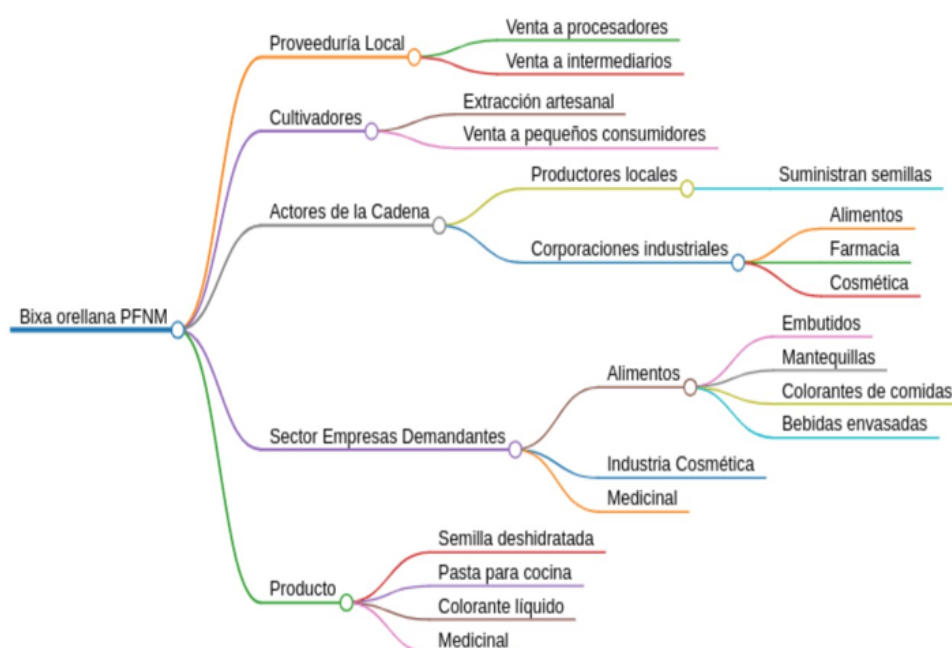 Bixa orellana PFNM
Proveeduría Local
Venta a procesadores
Venta a intermediarios
Cultivadores
Extracción artesanal
Venta a pequeños consumidores
Actores de la Cadena
Productores locales
Suministran semillas
Corporaciones industriales
Alimentos
Farmacia
Cosmética
Sector Empresas Demandantes
Alimentos
Embutidos
Mantequillas
Colorantes de comidas
Bebidas envasadas
Industria Cosmética
Medicinal
Producto
Semilla deshidratada
Pasta para cocina
Colorante líquido
Medicinal